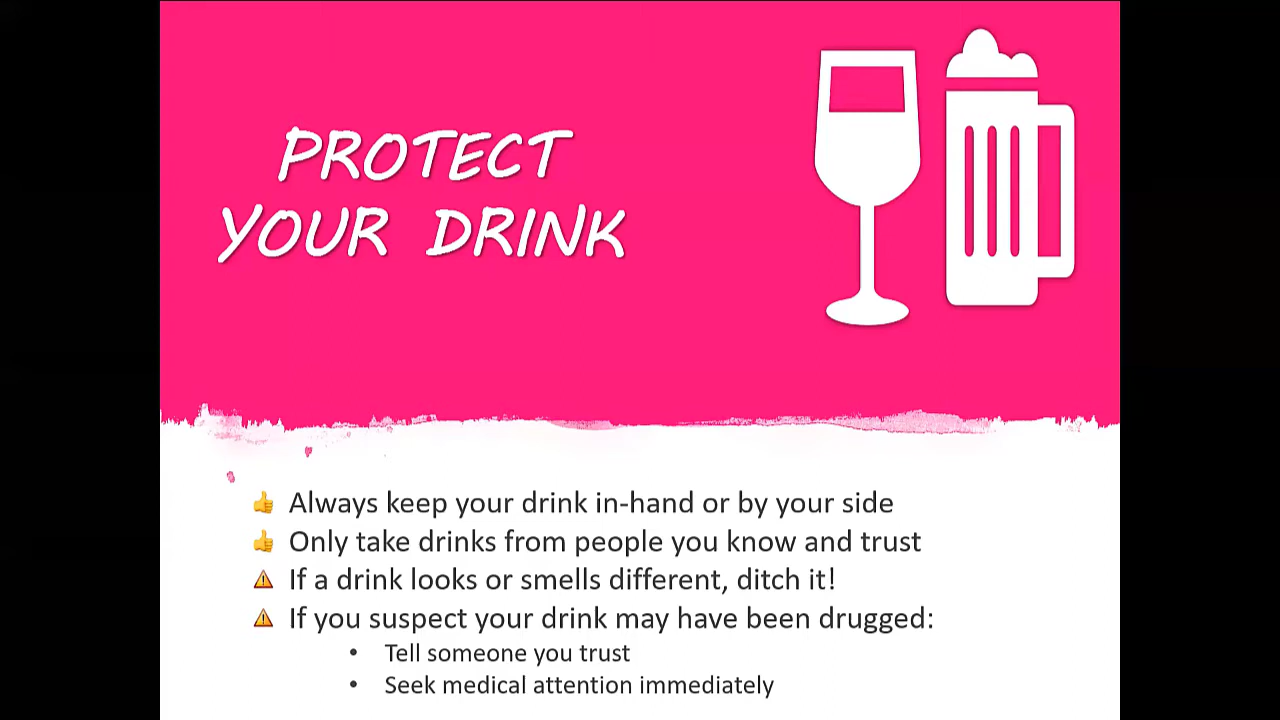 PROTECT
YOUR DRINK
👍 Always keep your drink in-hand or by your side
👍 Only take drinks from people you know and trust
⚠ If a drink looks or smells different, ditch it!
⚠ If you suspect your drink may have been drugged:
• Tell someone you trust
• Seek medical attention immediately